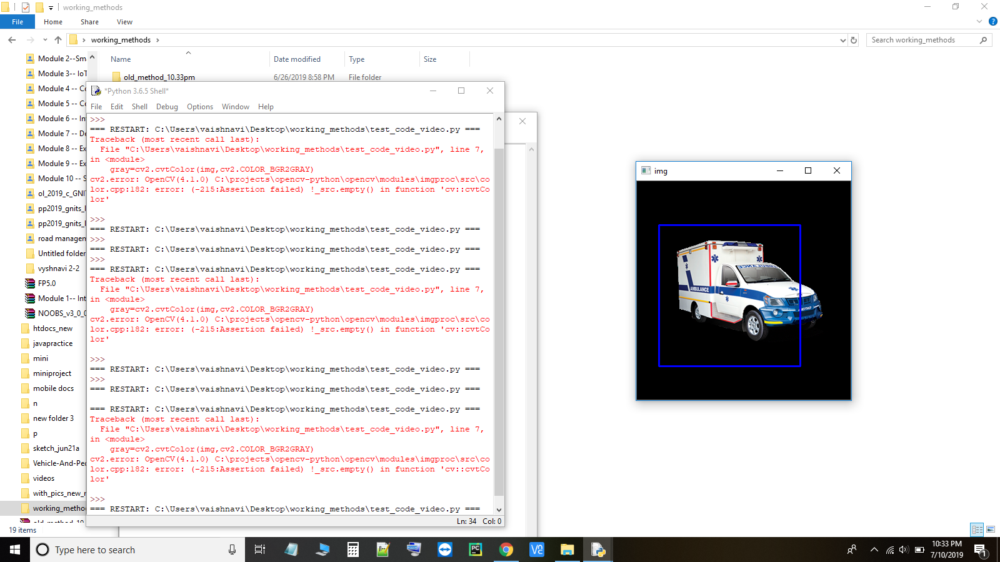 working_methods
File Home Share View
working_methods
Search working_methods
Name Date modified Type Size
old_method_10.33pm 6/26/2019 8:58 PM File folder
Module 2--Sma
Module 3-- IoT
Module 4 -- Co
Module 5 -- Co
Module 6 -- Int
Module 7 -- De
Module 8 -- Ex
Module 9 -- Ex
Module 10 -- S
ol_2019_c_GNI
pp2019_gnits_l
pp2019_gnits_l
road managem
Untitled folder
vyshnavi 2-2
FP5.0
Module 1-- Int
NOOBS_v3_0_0
htdocs_new
javapractice
mini
miniproject
mobile docs
n
new folder 3
p
sketch_jun21a
Vehicle-And-Ped
videos
with_pics_new_r
working_method
old_method_10
19 items
*Python 3.6.5 Shell*
File Edit Shell Debug Options Window Help
>>>
=== RESTART: C:\Users\vaishnavi\Desktop\working_methods\test_code_video.py ===
Traceback (most recent call last):
File "C:\Users\vaishnavi\Desktop\working_methods\test_code_video.py", line 7,
in <module>
gray=cv2.cvtColor(img,cv2.COLOR_BGR2GRAY)
cv2.error: OpenCV(4.1.0) C:\projects\opencv-python\opencv\modules\imgproc\src\co
lor.cpp:182: error: (-215:Assertion failed) !_src.empty() in function 'cv::cvtCo
lor'
>>>
=== RESTART: C:\Users\vaishnavi\Desktop\working_methods\test_code_video.py ===
>>>
=== RESTART: C:\Users\vaishnavi\Desktop\working_methods\test_code_video.py ===
>>>
=== RESTART: C:\Users\vaishnavi\Desktop\working_methods\test_code_video.py ===
Traceback (most recent call last):
File "C:\Users\vaishnavi\Desktop\working_methods\test_code_video.py", line 7,
in <module>
gray=cv2.cvtColor(img,cv2.COLOR_BGR2GRAY)
cv2.error: OpenCV(4.1.0) C:\projects\opencv-python\opencv\modules\imgproc\src\co
lor.cpp:182: error: (-215:Assertion failed) !_src.empty() in function 'cv::cvtCo
lor'
>>>
=== RESTART: C:\Users\vaishnavi\Desktop\working_methods\test_code_video.py ===
>>>
=== RESTART: C:\Users\vaishnavi\Desktop\working_methods\test_code_video.py ===
=== RESTART: C:\Users\vaishnavi\Desktop\working_methods\test_code_video.py ===
Traceback (most recent call last):
File "C:\Users\vaishnavi\Desktop\working_methods\test_code_video.py", line 7,
in <module>
gray=cv2.cvtColor(img,cv2.COLOR_BGR2GRAY)
cv2.error: OpenCV(4.1.0) C:\projects\opencv-python\opencv\modules\imgproc\src\co
lor.cpp:182: error: (-215:Assertion failed) !_src.empty() in function 'cv::cvtCo
lor'
>>>
=== RESTART: C:\Users\vaishnavi\Desktop\working_methods\test_code_video.py ===
Ln: 34 Col: 0
img
AMBULANCE
AMBULANCE
Type here to search
10:33 PM
7/10/2019
1